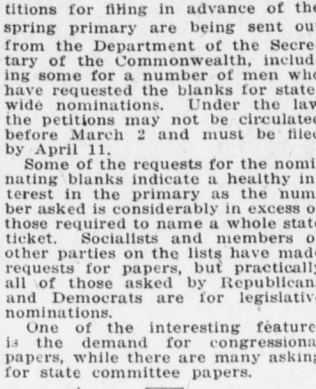 titions for filing in advance of the
spring primary are being sent ou
from the Department of the Secre-
tary of the Commonwealth, includ-
ing some for a number of men who
have requested the blanks for state
wide nominations. Under the law
the petitions may not be circulated
before March 2 and must be filed
by April 11.
Some of the requests for the nomi-
nating blanks indicate a healthy in-
terest in the primary as the num-
ber asked is considerably in excess o
those required to name a whole state
ticket. Socialists and members o
other parties on the lists have made
requests for papers, but practically
all of those asked by Republican
and Democrats are for legislative
nominations.
One of the interesting feature
is the demand for congressiona
papers, while there are many asking
for state committee papers.